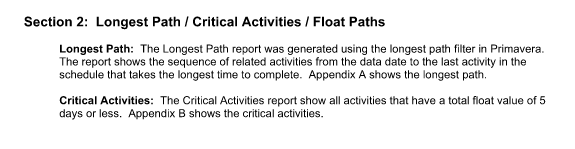 Section 2:  Longest Path / Critical Activities / Float Paths
Longest Path:  The Longest Path report was generated using the longest path filter in Primavera.
The report shows the sequence of related activities from the data date to the last activity in the
schedule that takes the longest time to complete.  Appendix A shows the longest path.
Critical Activities:  The Critical Activities report show all activities that have a total float value of 5
days or less.  Appendix B shows the critical activities.